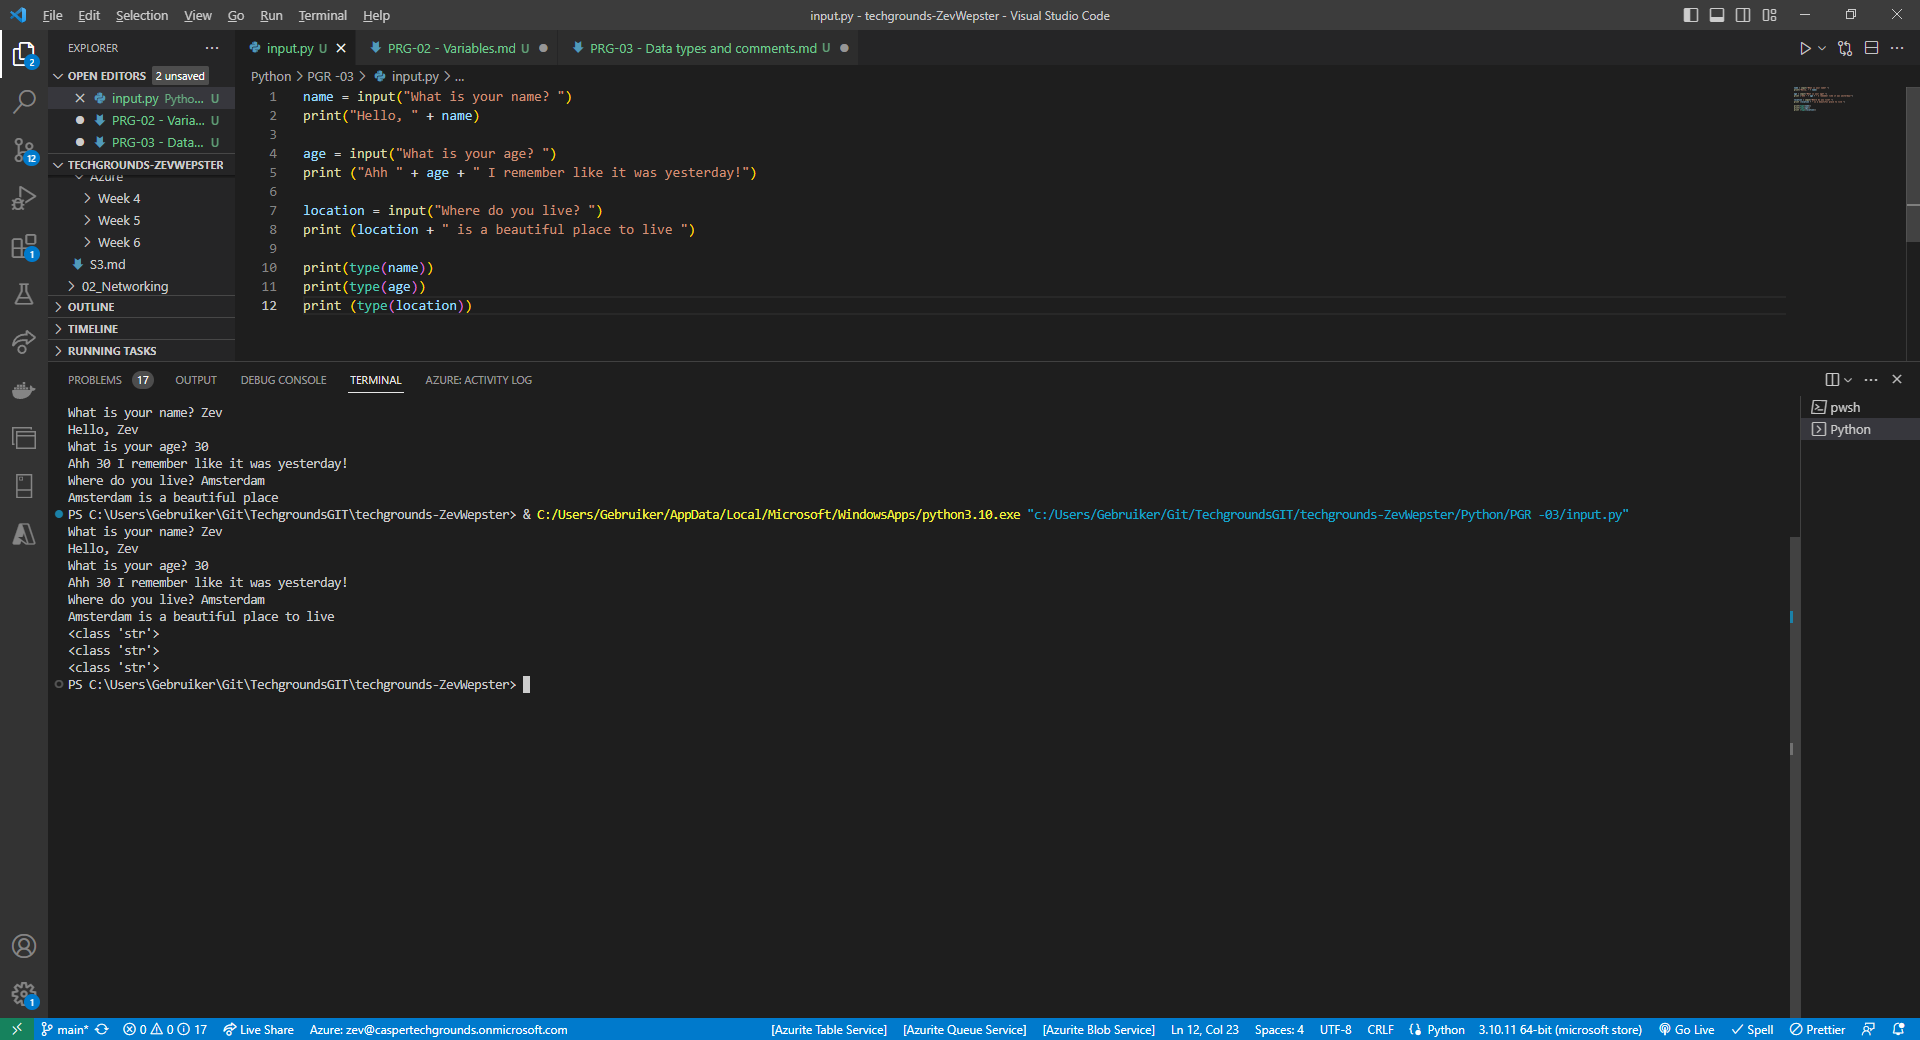 File Edit Selection View Go Run Terminal Help
input.py - techgrounds-ZevWepster - Visual Studio Code
EXPLORER
OPEN EDITORS 2 unsaved
input.py Pytho... U
PRG-02 - Varia... U
PRG-03 - Data... U
TECHGROUNDS-ZEVWEPSTER
Azure
Week 4
Week 5
Week 6
S3.md
02_Networking
OUTLINE
TIMELINE
RUNNING TASKS
2
12
1
1
input.py U
PRG-02 - Variables.md U
PRG-03 - Data types and comments.md U
Python > PGR -03 > input.py > ...
1 name = input("What is your name? ")
2 print("Hello, " + name)
3
4 age = input("What is your age? ")
5 print ("Ahh " + age + " I remember like it was yesterday!")
6
7 location = input("Where do you live? ")
8 print (location + " is a beautiful place to live ")
9
10 print(type(name))
11 print(type(age))
12 print (type(location))
PROBLEMS 17 OUTPUT DEBUG CONSOLE TERMINAL AZURE: ACTIVITY LOG
What is your name? Zev
Hello, Zev
What is your age? 30
Ahh 30 I remember like it was yesterday!
Where do you live? Amsterdam
Amsterdam is a beautiful place
PS C:\Users\Gebruiker\Git\TechgroundsGIT\techgrounds-ZevWepster> & C:/Users/Gebruiker/AppData/Local/Microsoft/WindowsApps/python3.10.exe "c:/Users/Gebruiker/Git/TechgroundsGIT/techgrounds-ZevWepster/Python/PGR -03/input.py"
What is your name? Zev
Hello, Zev
What is your age? 30
Ahh 30 I remember like it was yesterday!
Where do you live? Amsterdam
Amsterdam is a beautiful place to live
<class 'str'>
<class 'str'>
<class 'str'>
PS C:\Users\Gebruiker\Git\TechgroundsGIT\techgrounds-ZevWepster>
pwsh
Python
main* 0 0 17 Live Share Azure: zev@caspertechgrounds.onmicrosoft.com [Azurite Table Service] [Azurite Queue Service] [Azurite Blob Service] Ln 12, Col 23 Spaces: 4 UTF-8 CRLF Python 3.10.11 64-bit (microsoft store) Go Live Spell Prettier